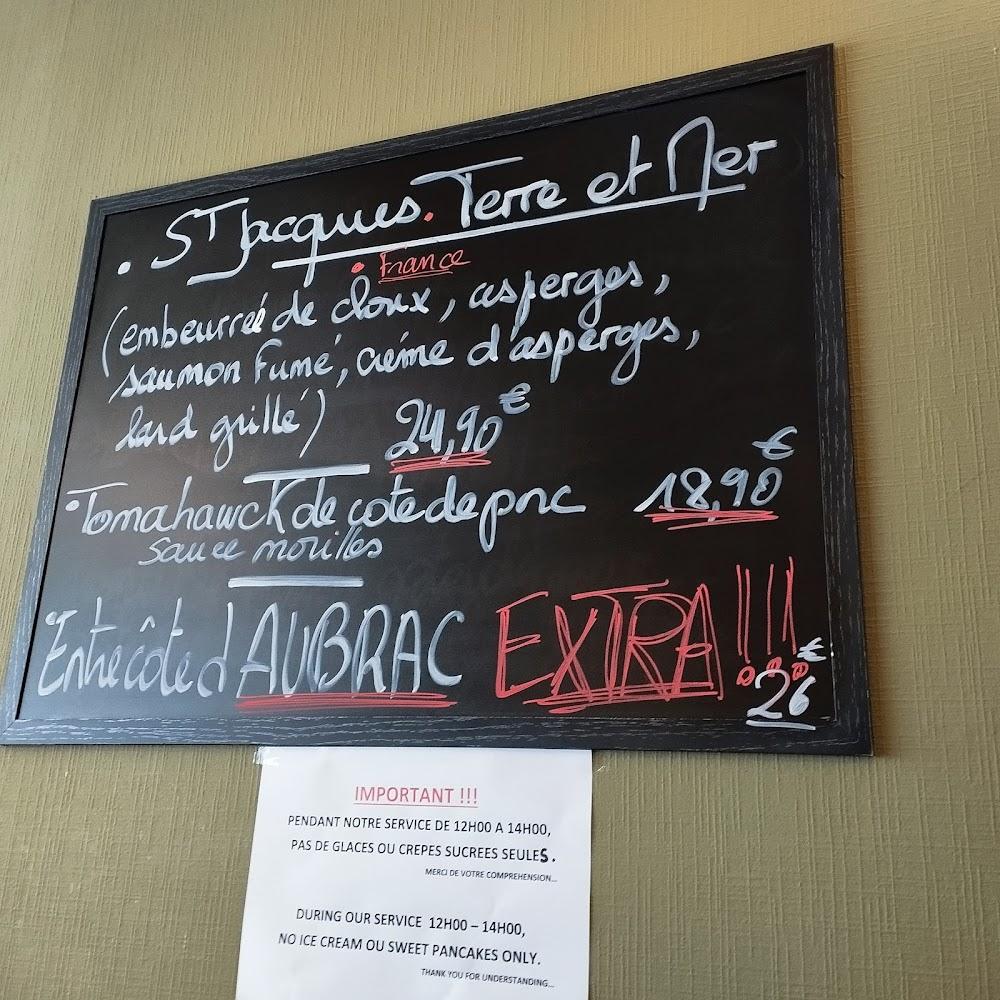 . ST Jacques. Terre et Mer
. France
(embeurréé de choux, asperges,
saumon Fumé, crème d'asperges,
lard grillé) 24,90€
. Tomahawck de cote de porc 18,90€
sauce morilles
. Entrecôte d'AUBRAC EXTRA !!! 26€
IMPORTANT !!!
PENDANT NOTRE SERVICE DE 12H00 A 14H00,
PAS DE GLACES OU CREPES SUCREES SEULES.
MERCI DE VOTRE COMPREHENSION...
DURING OUR SERVICE 12H00 – 14H00,
NO ICE CREAM OU SWEET PANCAKES ONLY.
THANK YOU FOR UNDERSTANDING...